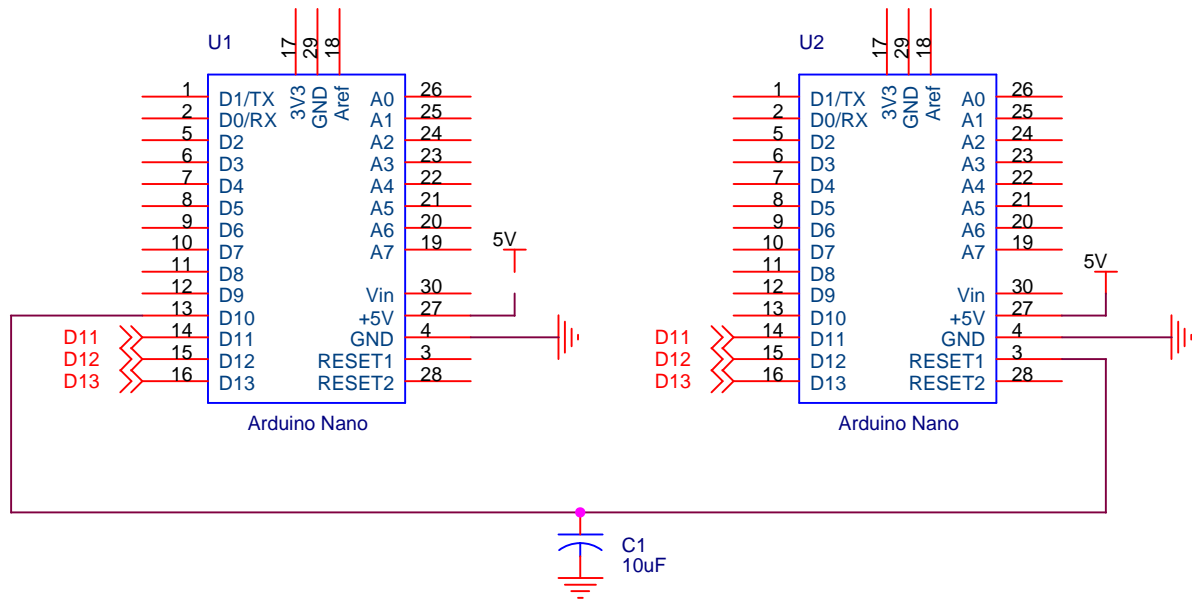 U1
17
29
18
3V3
GND
Aref
1
D1/TX
A0
26
2
D0/RX
A1
25
5
D2
A2
24
6
D3
A3
23
7
D4
A4
22
8
D5
A5
21
9
D6
A6
20
10
D7
A7
19
11
D8
12
D9
Vin
30
13
D10
+5V
27
D11
14
D11
GND
4
D12
15
D12
RESET1
3
D13
16
D13
RESET2
28
5V
Arduino Nano
U2
17
29
18
3V3
GND
Aref
1
D1/TX
A0
26
2
D0/RX
A1
25
5
D2
A2
24
6
D3
A3
23
7
D4
A4
22
8
D5
A5
21
9
D6
A6
20
10
D7
A7
19
11
D8
12
D9
Vin
30
13
D10
+5V
27
D11
14
D11
GND
4
D12
15
D12
RESET1
3
D13
16
D13
RESET2
28
5V
Arduino Nano
C1
10uF